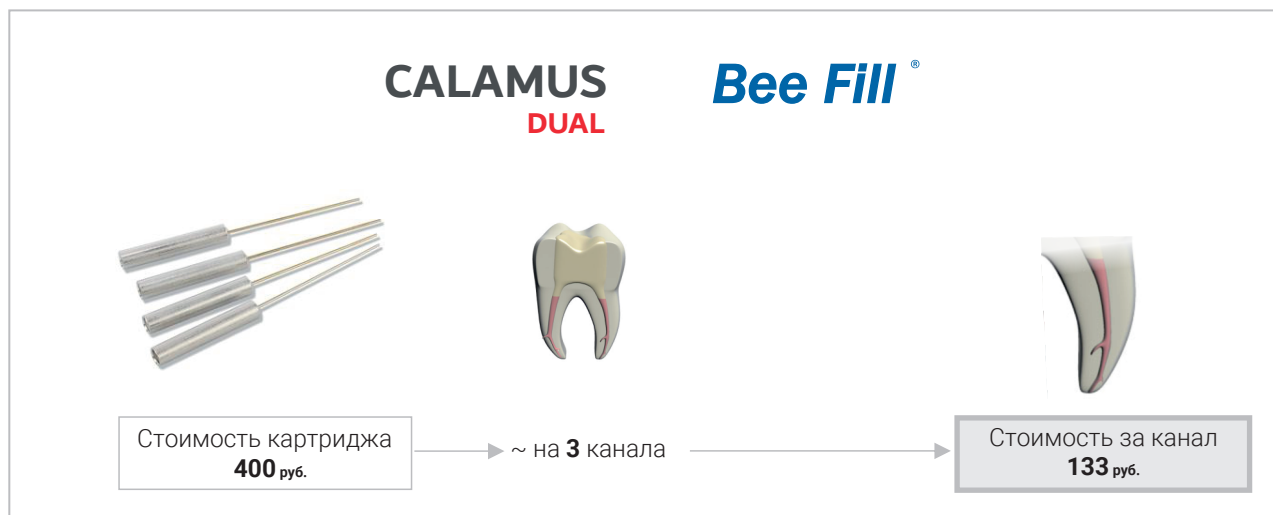 CALAMUS
DUAL
Bee Fill ®
Стоимость картриджа
400 руб.
~ на 3 канала
Стоимость за канал
133 руб.